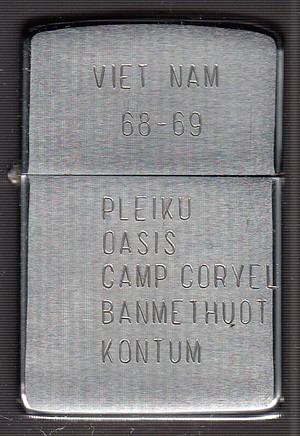 VIET NAM
68-69
PLEIKU
OASIS
CAMP CORYEL
BANMETHUOT
KONTUM